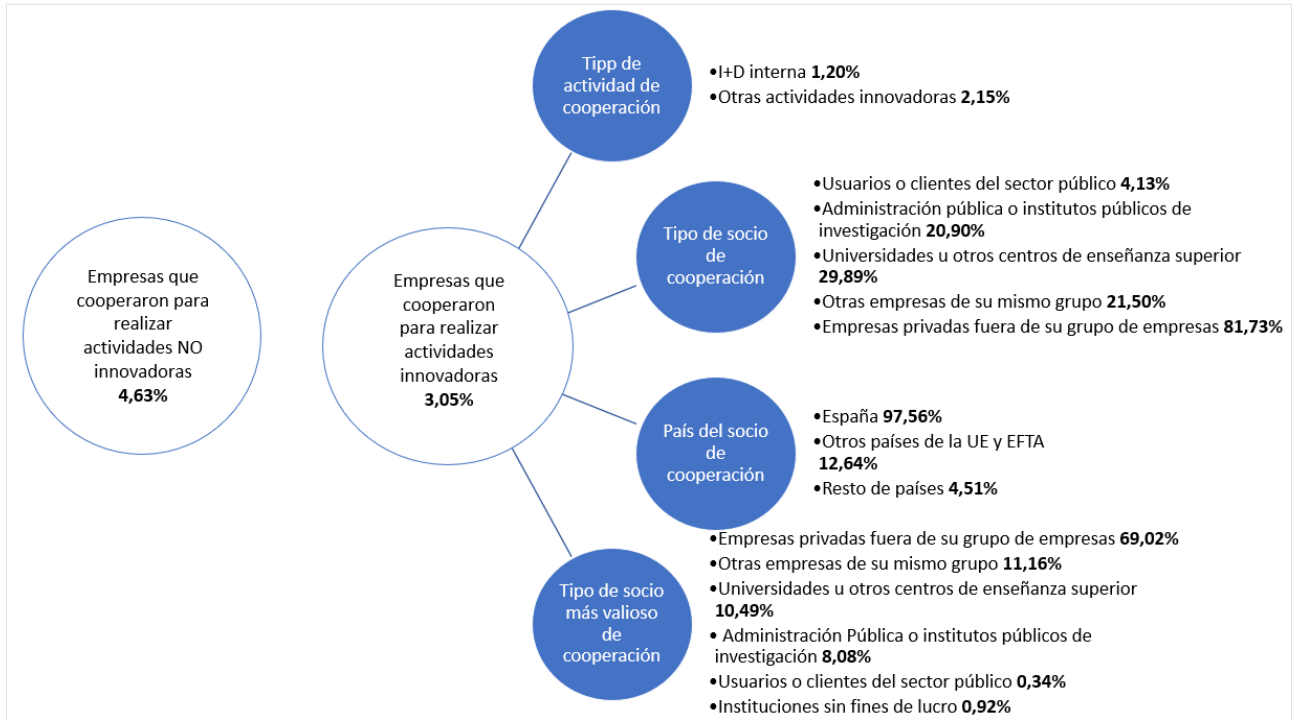 Empresas que
cooperaron para
realizar
actividades NO
innovadoras
4,63%
Empresas que
cooperaron
para realizar
actividades
innovadoras
3,05%
Tipp de
actividad de
cooperación
•I+D interna 1,20%
•Otras actividades innovadoras 2,15%
Tipo de socio
de
cooperación
•Usuarios o clientes del sector público 4,13%
•Administración pública o institutos públicos de
investigación 20,90%
•Universidades u otros centros de enseñanza superior
29,89%
•Otras empresas de su mismo grupo 21,50%
•Empresas privadas fuera de su grupo de empresas 81,73%
País del socio
de
cooperación
•España 97,56%
•Otros países de la UE y EFTA
12,64%
•Resto de países 4,51%
Tipo de socio
más valioso
de
cooperación
•Empresas privadas fuera de su grupo de empresas 69,02%
•Otras empresas de su mismo grupo 11,16%
•Universidades u otros centros de enseñanza superior
10,49%
• Administración Pública o institutos públicos de
investigación 8,08%
•Usuarios o clientes del sector público 0,34%
•Instituciones sin fines de lucro 0,92%